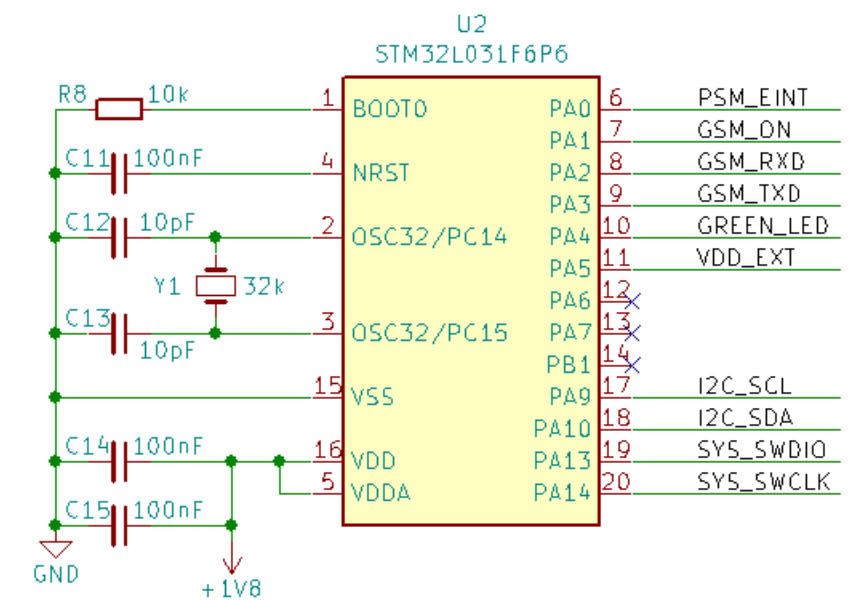 U2
STM32L031F6P6
R8 10k 1 BOOT0 PA0 6 PSM_EINT
PA1 7 GSM_ON
C11 100nF 4 NRST PA2 8 GSM_RXD
PA3 9 GSM_TXD
C12 10pF 2 OSC32/PC14 PA4 10 GREEN_LED
PA5 11 VDD_EXT
Y1 32k PA6 12
C13 10pF 3 OSC32/PC15 PA7 13
PB1 14
15 VSS PA9 17 I2C_SCL
PA10 18 I2C_SDA
C14 100nF 16 VDD PA13 19 SYS_SWDIO
5 VDDA PA14 20 SYS_SWCLK
C15 100nF
GND
+1V8